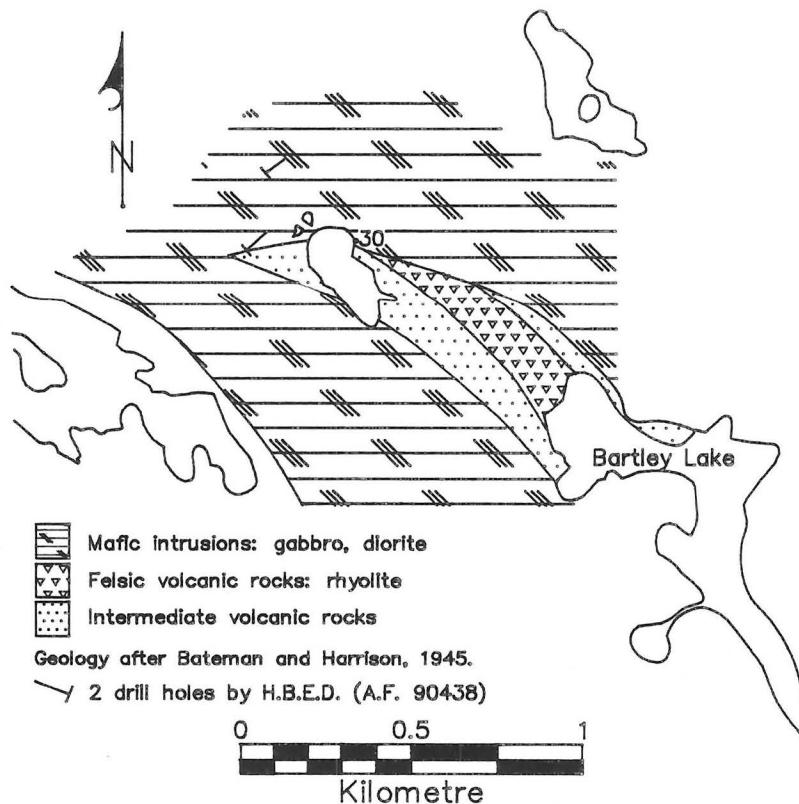 N
30
Bartley Lake
Mafic intrusions: gabbro, diorite
Felsic volcanic rocks: rhyolite
Intermediate volcanic rocks
Geology after Bateman and Harrison, 1945.
2 drill holes by H.B.E.D. (A.F. 90438)
0 0.5 1
Kilometre